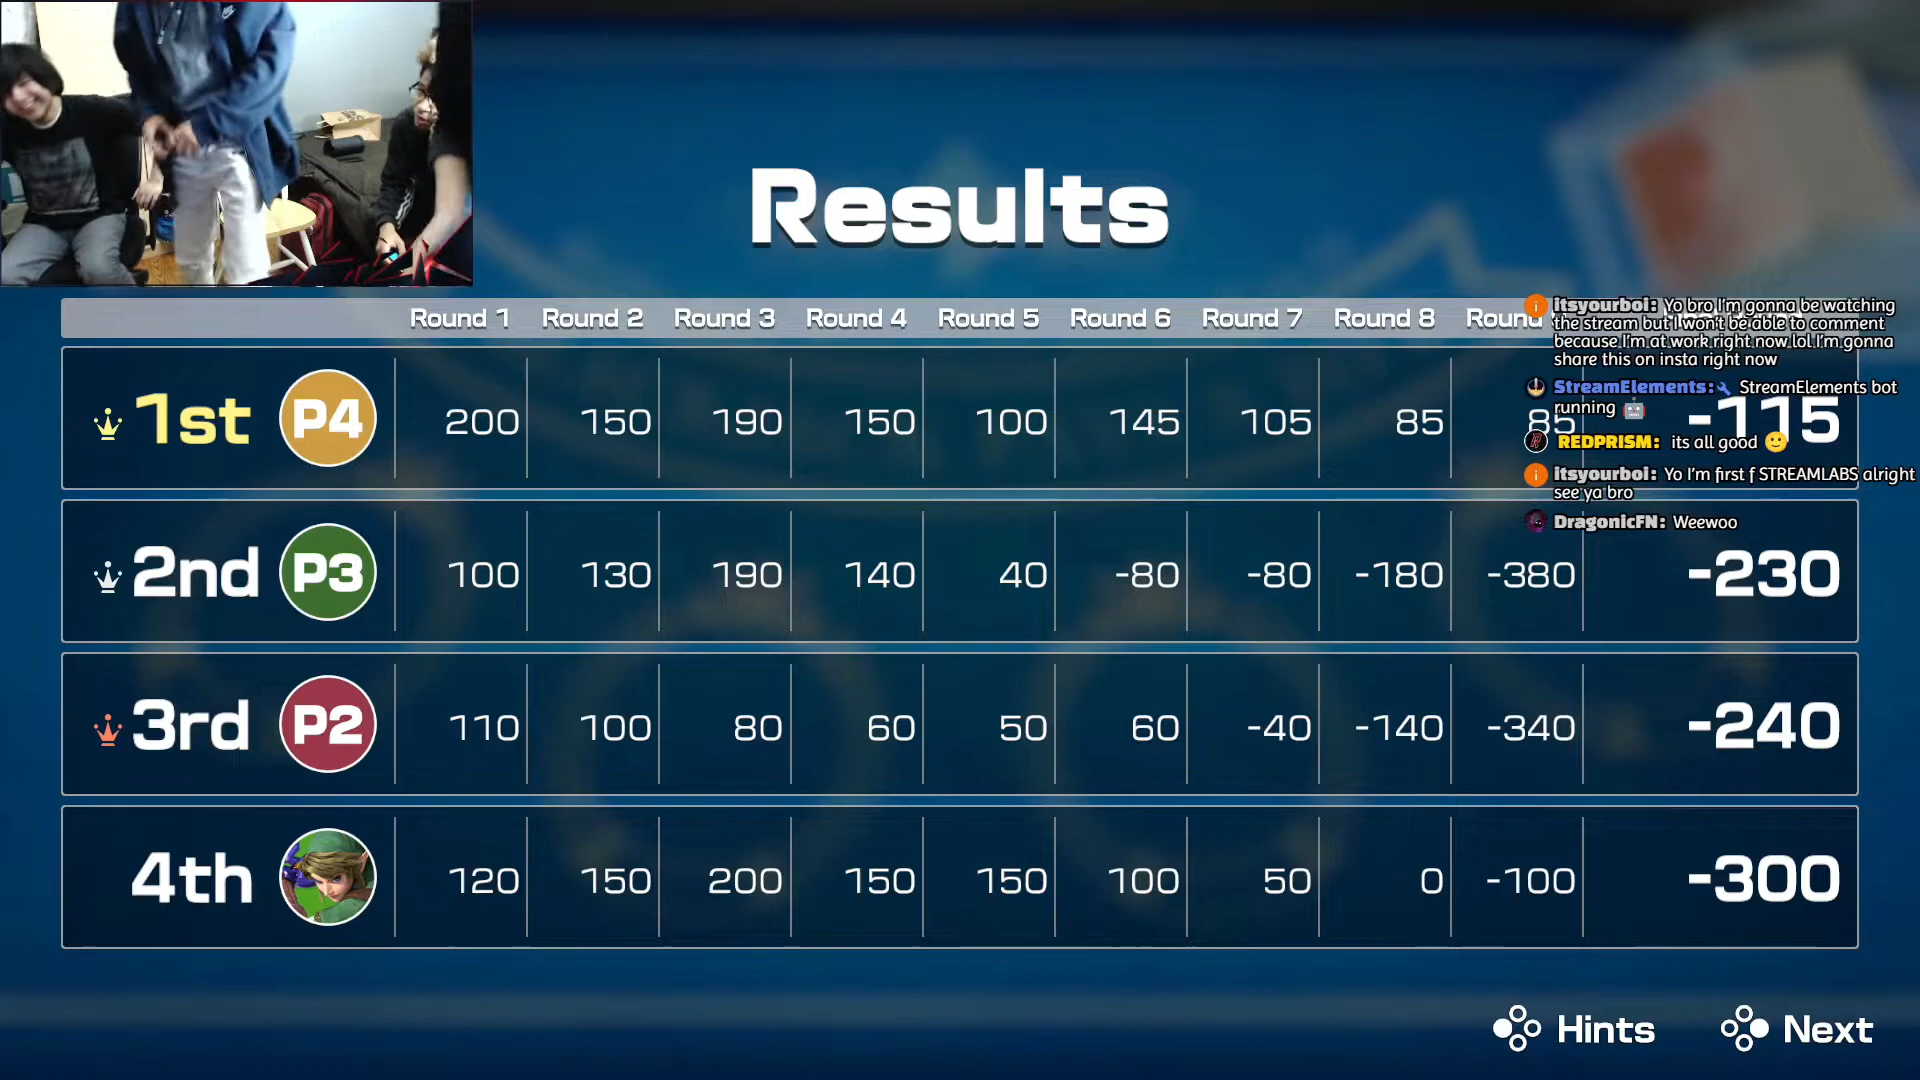 Results
Round 1 Round 2 Round 3 Round 4 Round 5 Round 6 Round 7 Round 8 Round
1st P4 200 150 190 150 100 145 105 85 85 -115
2nd P3 100 130 190 140 40 -80 -80 -180 -380 -230
3rd P2 110 100 80 60 50 60 -40 -140 -340 -240
4th 120 150 200 150 150 100 50 0 -100 -300
itsyourboi: Yo bro I'm gonna be watching
the stream but I won't be able to comment
because I'm at work right now lol I'm gonna
share this on insta right now
StreamElements: StreamElements bot
running
REDPRISM: its all good
itsyourboi: Yo I'm first f STREAMLABS alright
see ya bro
DragonicFN: Weewoo
Hints Next